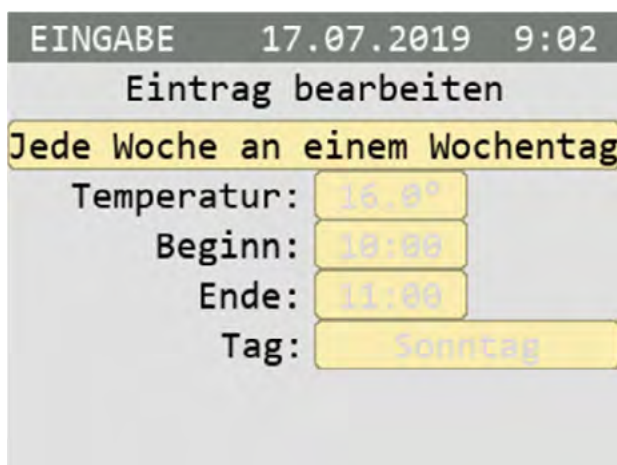 EINGABE 17.07.2019 9:02
Eintrag bearbeiten
Jede Woche an einem Wochentag
Temperatur: 16.0°
Beginn: 10:00
Ende: 11:00
Tag: Sonntag